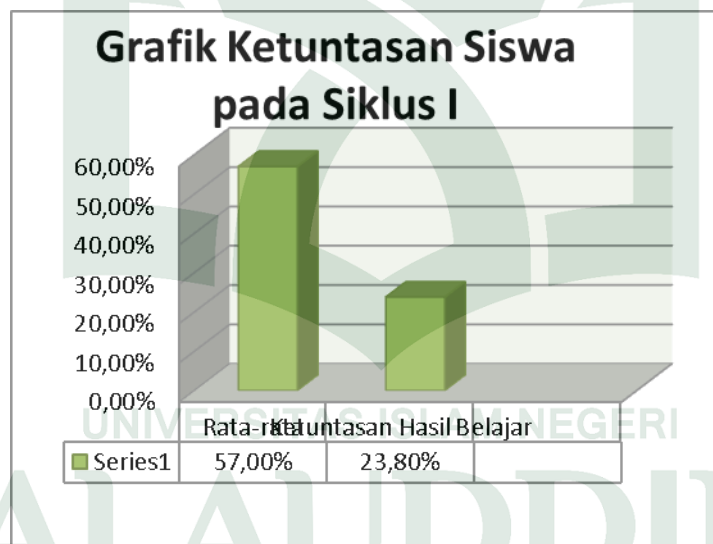 Grafik Ketuntasan Siswa
pada Siklus I
60,00%
50,00%
40,00%
30,00%
20,00%
10,00%
0,00%
Rata-rata Ketuntasan Hasil Belajar
Series1 57,00% 23,80%
UNIVERSITAS ISLAM NEGERI
ALAUDDIN